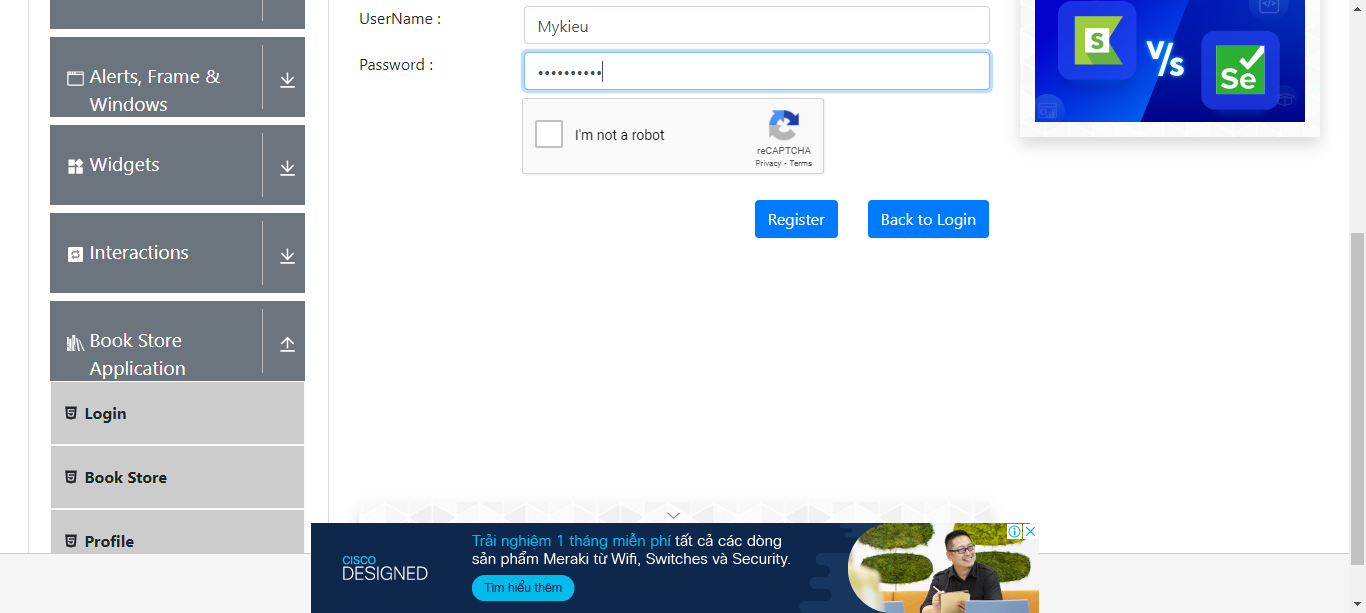 UserName :
Mykieu
Password :
••••••••••
I'm not a robot
reCAPTCHA
Privacy - Terms
Register
Back to Login
Alerts, Frame &
Windows
Widgets
Interactions
Book Store
Application
Login
Book Store
Profile
S
V/s
Se
CISCO
DESIGNED
Trải nghiệm 1 tháng miễn phí tất cả các dòng
sản phẩm Meraki từ Wifi, Switches và Security.
Tìm hiểu thêm